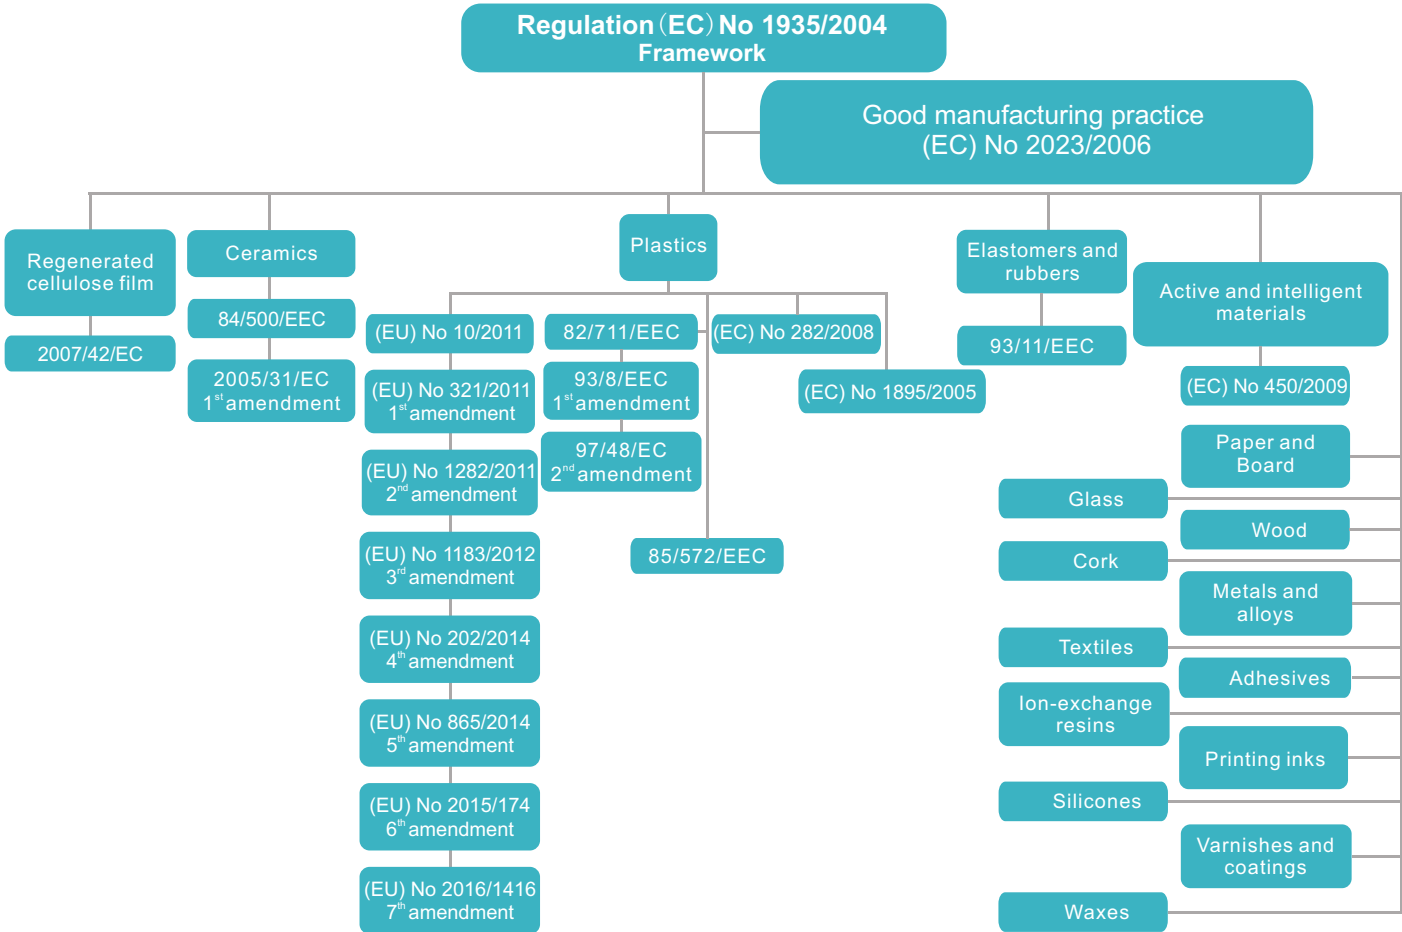 Regulation（EC）No 1935/2004
Framework
Good manufacturing practice
(EC) No 2023/2006
Regenerated
cellulose film
2007/42/EC
Ceramics
84/500/EEC
2005/31/EC
1st amendment
Plastics
(EU) No 10/2011
(EU) No 321/2011
1st amendment
(EU) No 1282/2011
2nd amendment
(EU) No 1183/2012
3rd amendment
(EU) No 202/2014
4th amendment
(EU) No 865/2014
5th amendment
(EU) No 2015/174
6th amendment
(EU) No 2016/1416
7th amendment
82/711/EEC
93/8/EEC
1st amendment
97/48/EC
2nd amendment
85/572/EEC
(EC) No 282/2008
(EC) No 1895/2005
Elastomers and
rubbers
93/11/EEC
Active and intelligent
materials
(EC) No 450/2009
Paper and
Board
Glass
Wood
Cork
Metals and
alloys
Textiles
Adhesives
Ion-exchange
resins
Printing inks
Silicones
Varnishes and
coatings
Waxes